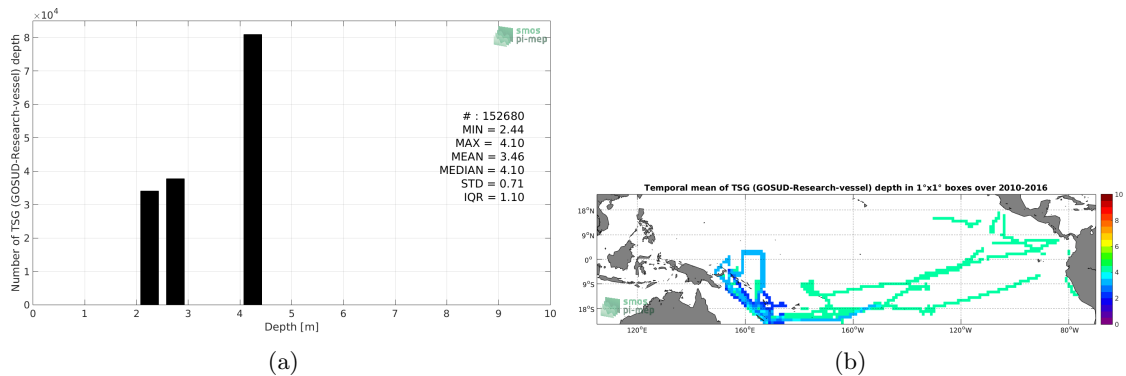 ×10⁴
8
7
6
5
4
3
2
1
0
Number of TSG (GOSUD-Research-vessel) depth
smos
pi-mep
# : 152680
MIN = 2.44
MAX = 4.10
MEAN = 3.46
MEDIAN = 4.10
STD = 0.71
IQR = 1.10
0 1 2 3 4 5 6 7 8 9 10
Depth [m]
(a)
Temporal mean of TSG (GOSUD-Research-vessel) depth in 1°x1° boxes over 2010-2016
18°N
9°N
0°
9°S
18°S
smos
pi-mep
120°E 160°E 160°W 120°W 80°W
10
8
6
4
2
0
(b)